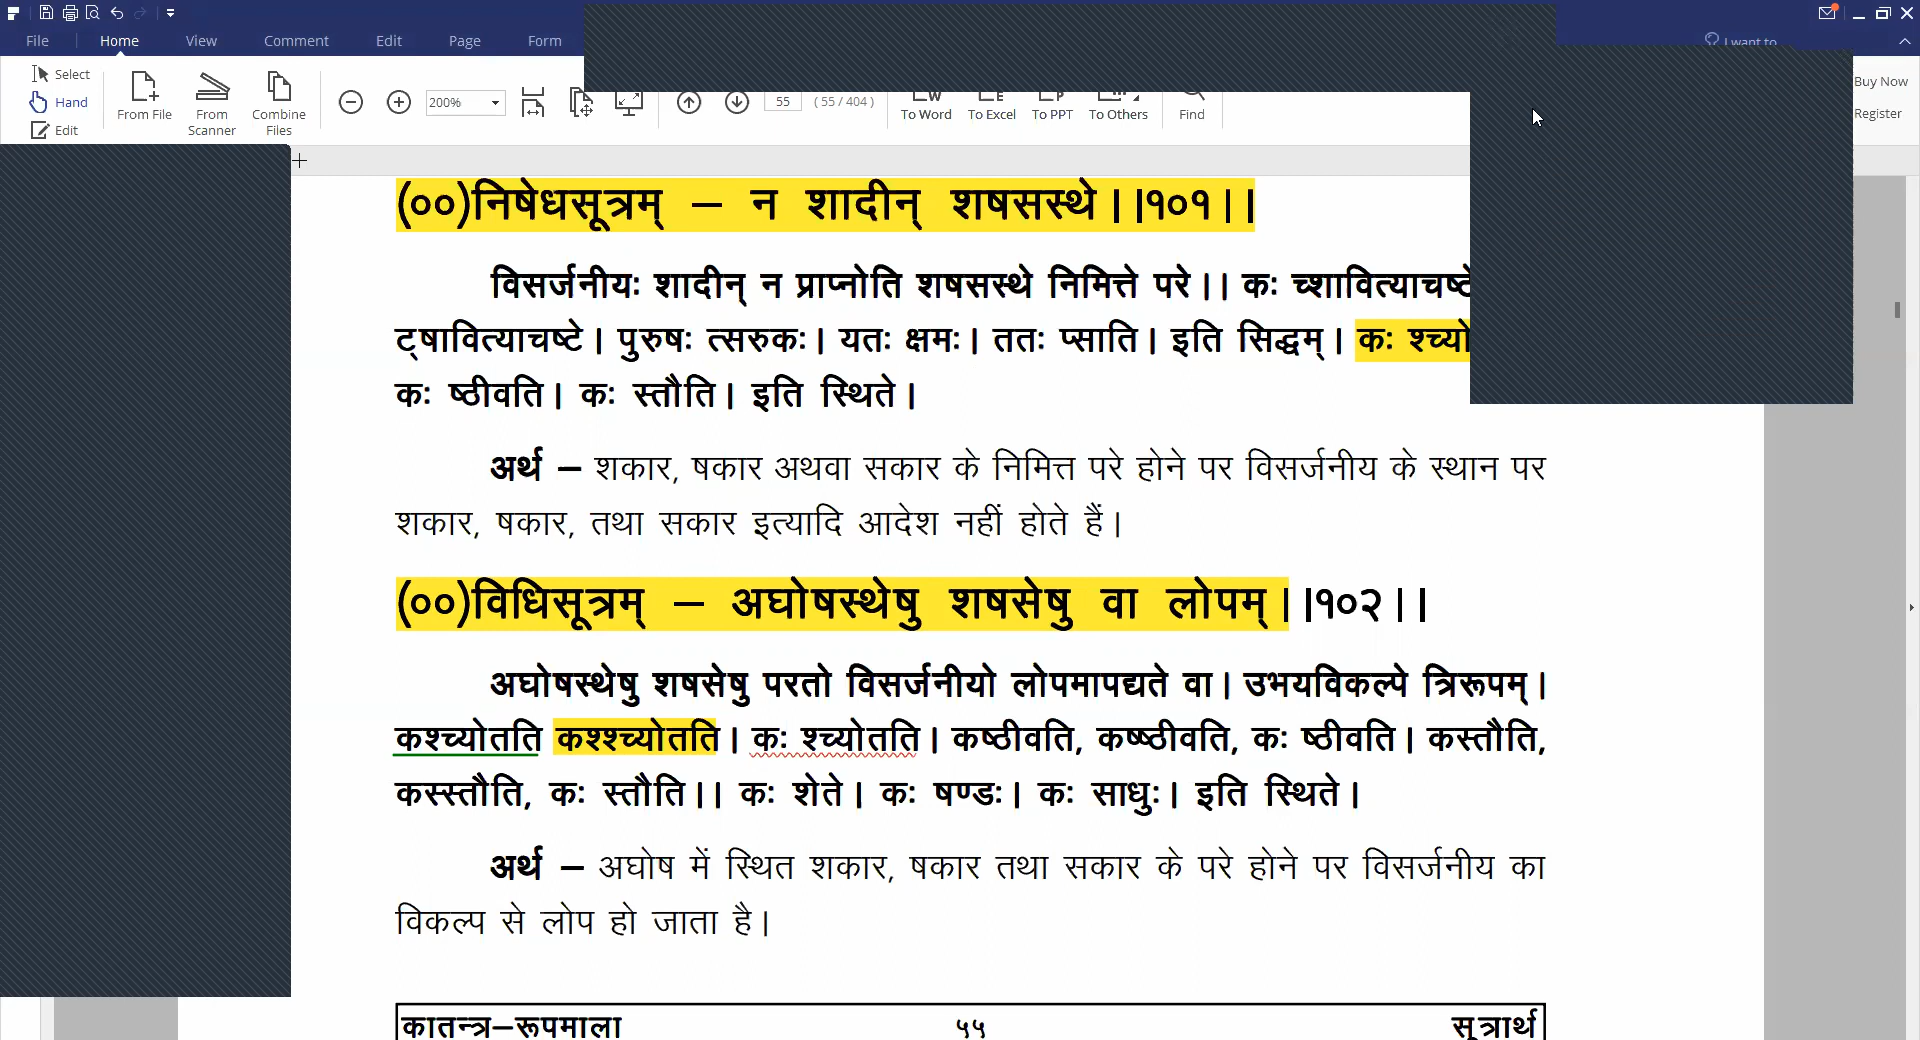 File Home View Comment Edit Page Form I want to
Select
Hand
Edit
From File
From Scanner
Combine Files
200%
55 ( 55 / 404 )
To Word To Excel To PPT To Others Find
Buy Now
Register
(००)निषेधसूत्रम् – न शादीन् शषसस्थे।।१०१।।
विसर्जनीयः शादीन् न प्राप्नोति शषसस्थे निमित्ते परे।। कः च्शावित्याचष्टे
ट्षावित्याचष्टे। पुरुषः त्सरुकः। यतः क्षमः। ततः प्साति। इति सिद्धम्। कः
कः ष्ठीवति। कः स्तौति। इति स्थिते।
अर्थ – शकार, षकार अथवा सकार के निमित्त परे होने पर विसर्जनीय के स्थान पर
शकार, षकार, तथा सकार इत्यादि आदेश नहीं होते हैं।
(००)विधिसूत्रम् – अघोषस्थेषु शषसेषु वा लोपम्।।१०२।।
अघोषस्थेषु शषसेषु परतो विसर्जनीयो लोपमापद्यते वा। उभयविकल्पे त्रिरूपम्।
कश्च्योतति कश्श्च्योतति। कः श्च्योतति। कष्ठीवति, कष्ष्ठीवति, कः ष्ठीवति। कस्तौति,
कस्स्तौति, कः स्तौति।। कः शेते। कः षण्डः। कः साधुः। इति स्थिते।
अर्थ – अघोष में स्थित शकार, षकार तथा सकार के परे होने पर विसर्जनीय का
विकल्प से लोप हो जाता है।
कातन्त्र–रूपमाला ५५ सूत्रार्थ